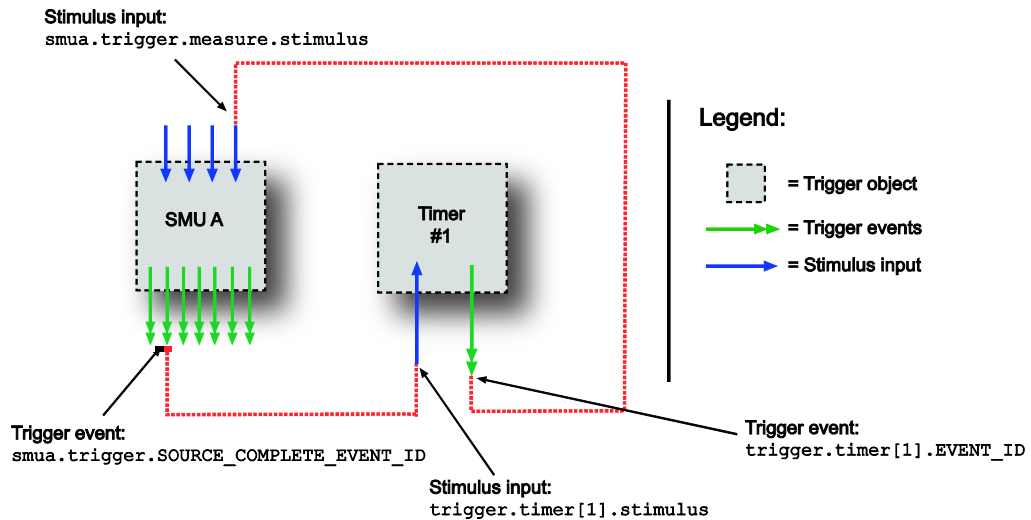 Stimulus input:
smua.trigger.measure.stimulus
Legend:
SMU A
Timer
#1
= Trigger object
= Trigger events
= Stimulus input
Trigger event:
smua.trigger.SOURCE_COMPLETE_EVENT_ID
Trigger event:
trigger.timer[1].EVENT_ID
Stimulus input:
trigger.timer[1].stimulus